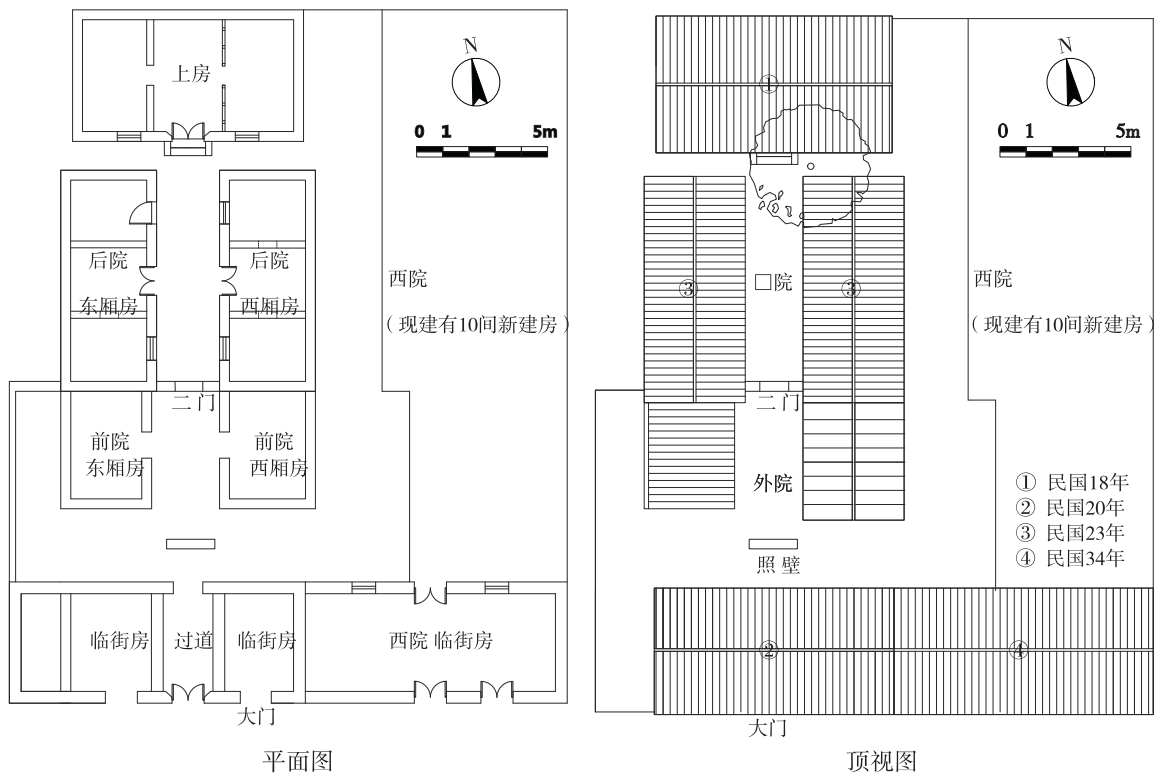 上房
N
0 1 5m
后院
东厢房
后院
西厢房
西院
（现建有10间新建房）
二门
前院
东厢房
前院
西厢房
临街房
过道
临街房
西院 临街房
大门
平面图
①
N
0 1 5m
③
院
③
西院
（现建有10间新建房）
二门
外院
照壁
① 民国18年
② 民国20年
③ 民国23年
④ 民国34年
②
④
大门
顶视图